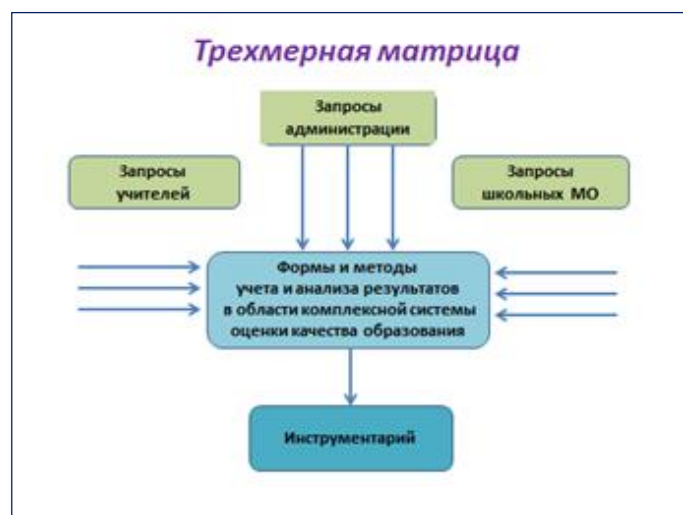 Трехмерная матрица
Запросы
администрации
Запросы
учителей
Запросы
школьных МО
Формы и методы
учета и анализа результатов
в области комплексной системы
оценки качества образования
Инструментарий